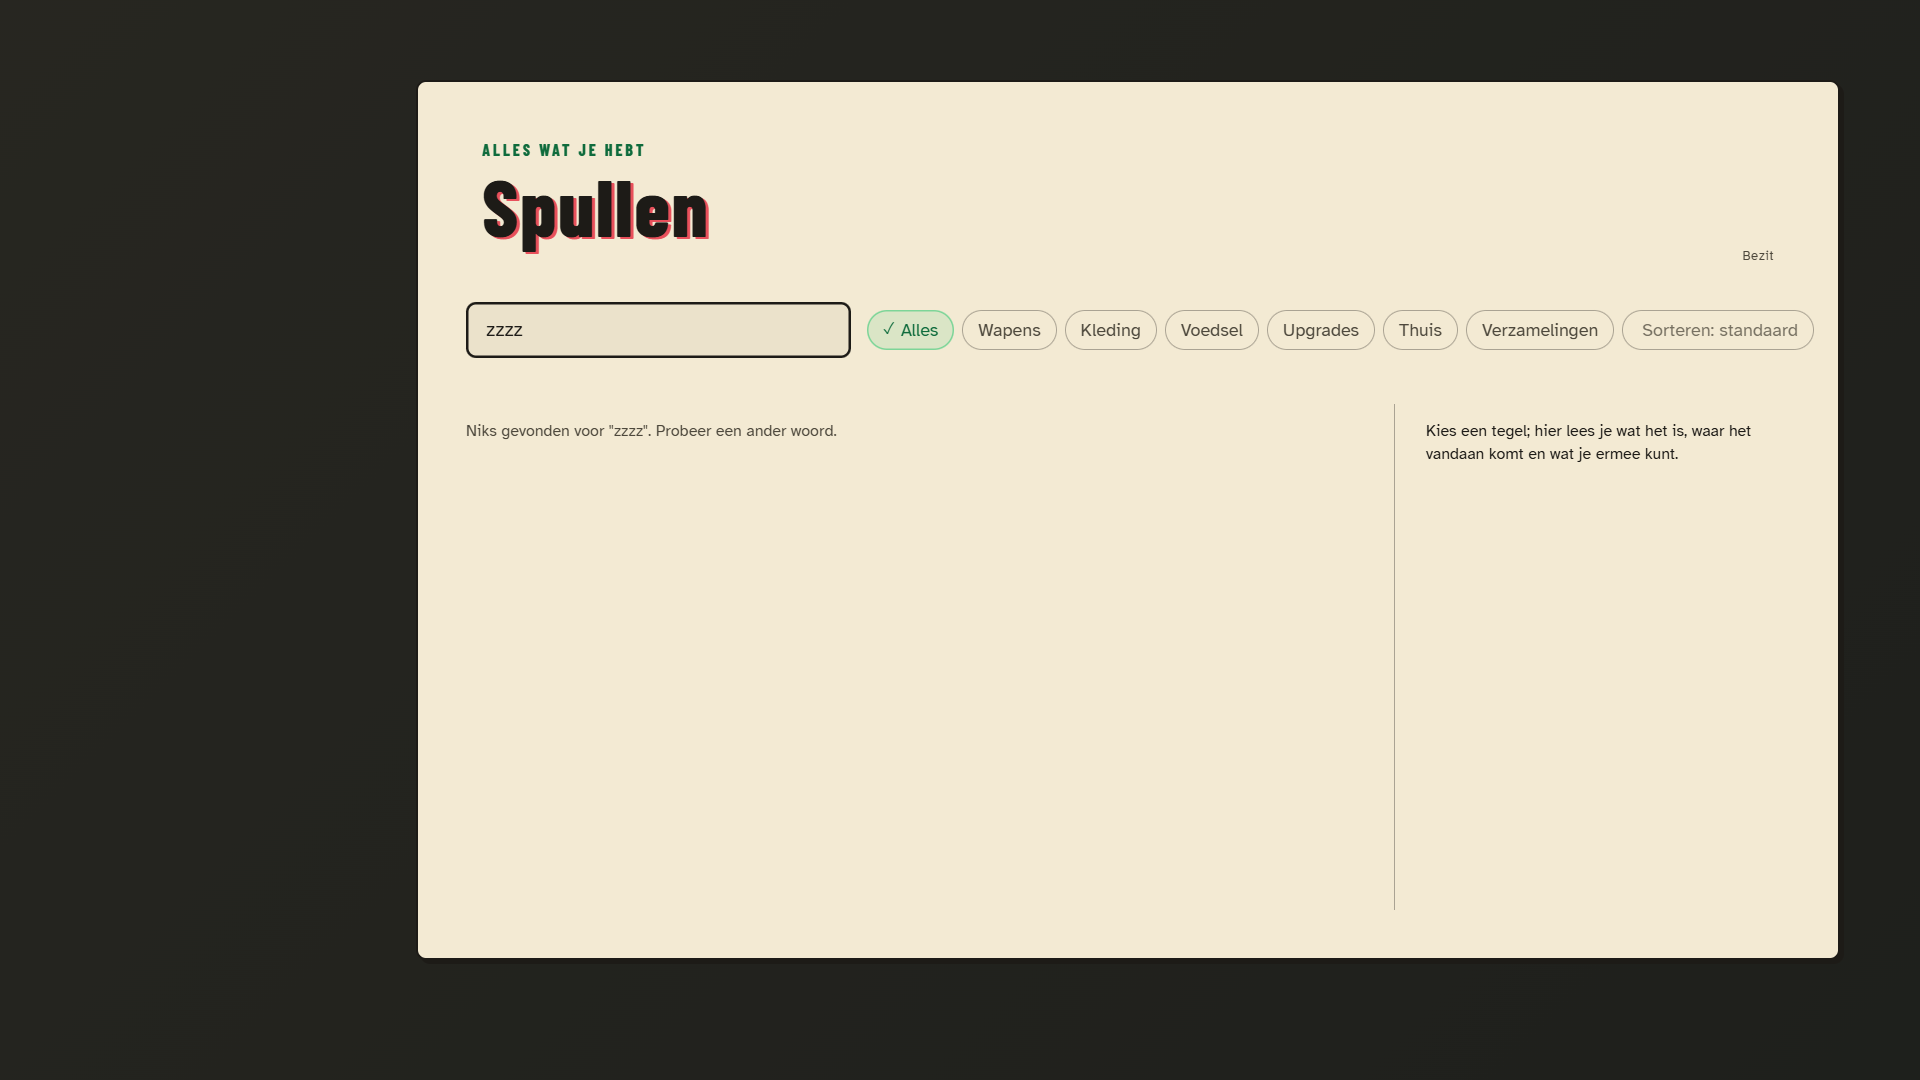 ALLES WAT JE HEBT
Spullen
Bezit
zzzz
✓ Alles
Wapens
Kleding
Voedsel
Upgrades
Thuis
Verzamelingen
Sorteren: standaard
Niks gevonden voor "zzzz". Probeer een ander woord.
Kies een tegel; hier lees je wat het is, waar het
vandaan komt en wat je ermee kunt.